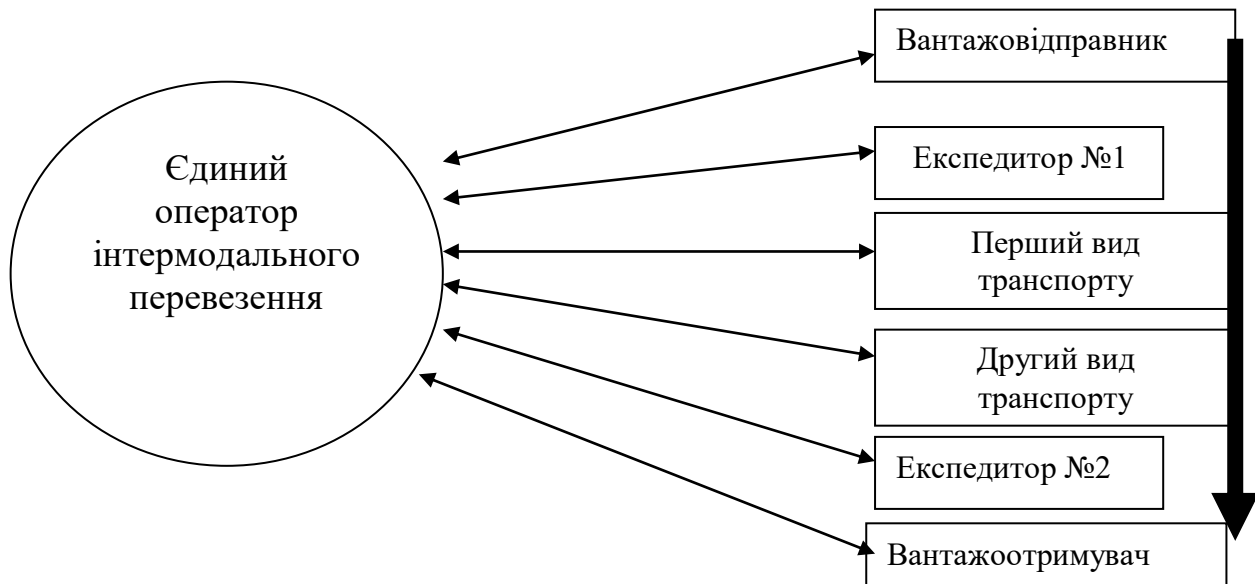 Єдиний
оператор
інтермодального
перевезення
Вантажовідправник
Експедитор №1
Перший вид
транспорту
Другий вид
транспорту
Експедитор №2
Вантажоотримувач